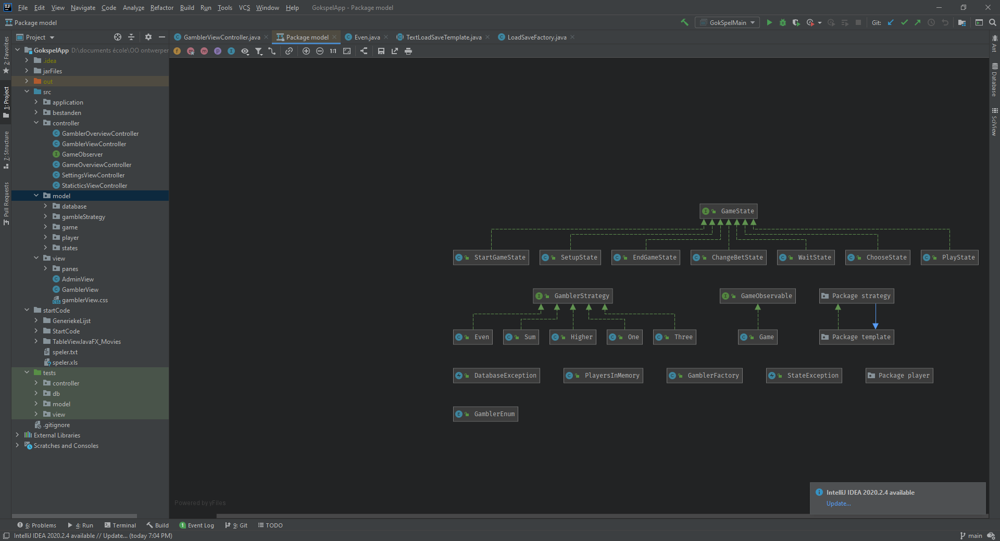 File Edit View Navigate Code Analyze Refactor Build Run Tools VCS Window Help GokspelApp - Package model
Package model
GokSpelMain
Git:
Project
GamblerViewController.java
Package model
Even.java
TextLoadSaveTemplate.java
LoadSaveFactory.java
1:1
2: Favorites
1: Project
7: Structure
Pull Requests
GokspelApp D:\documents école\OO ontwerper
.idea
jarFiles
out
src
application
bestanden
controller
GamblerOverviewController
GamblerViewController
GameObserver
GameOverviewController
SettingsViewController
StaticticsViewController
model
database
gambleStrategy
game
player
states
view
panes
AdminView
GamblerView
gamblerView.css
startCode
GeneriekeLijst
StartCode
TableViewJavaFX_Movies
speler.txt
speler.xls
tests
controller
db
model
view
.gitignore
External Libraries
Scratches and Consoles
GameState
StartGameState
SetupState
EndGameState
ChangeBetState
WaitState
ChooseState
PlayState
GamblerStrategy
GameObservable
Package strategy
Even
Sum
Higher
One
Three
Game
Package template
DatabaseException
PlayersInMemory
GamblerFactory
StateException
Package player
GamblerEnum
Powered by yFiles
Ant
Database
SciView
IntelliJ IDEA 2020.2.4 available
Update...
6: Problems
4: Run
Terminal
Build
1 Event Log
9: Git
TODO
IntelliJ IDEA 2020.2.4 available // Update... (today 7:04 PM)
main